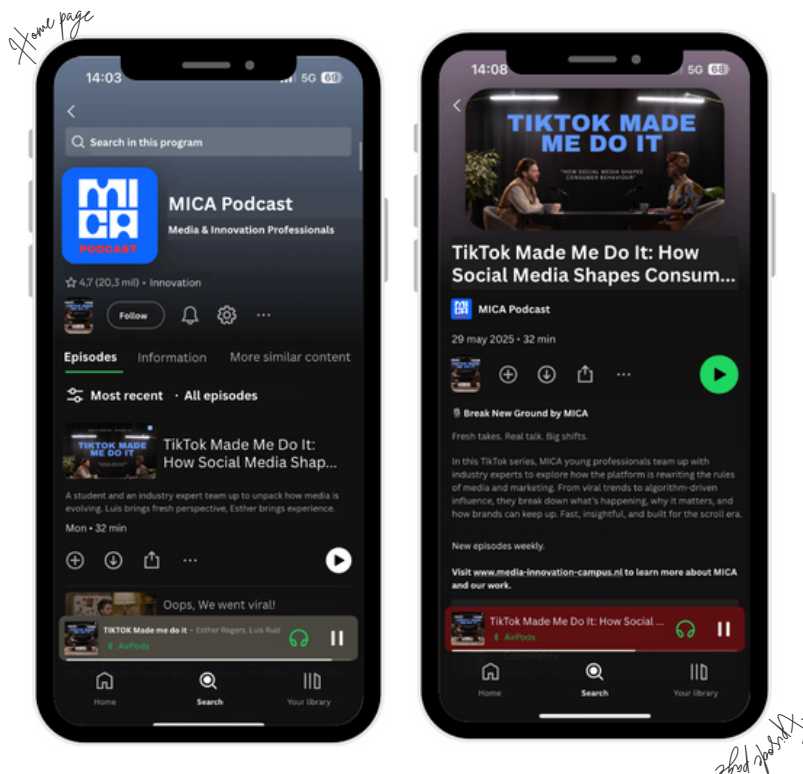 Home page
14:03
5G 69
Search in this program
MICA
PODCAST
MICA Podcast
Media & Innovation Professionals
4,7 (20,3 mil) • Innovation
Follow
Episodes Information More similar content
Most recent · All episodes
TIKTOK MADE
ME DO IT
TikTok Made Me Do It:
How Social Media Shap...
A student and an industry expert team up to unpack how media is
evolving. Luis brings fresh perspective, Esther brings experience.
Mon • 32 min
Oops, We went viral!
TIKTOK Made me do it • Esther Rogers, Luis Ruiz
AirPods
Home Search Your library
14:08
5G 68
TIKTOK MADE
ME DO IT
"HOW SOCIAL MEDIA SHAPES
CONSUMER BEHAVIOUR"
TikTok Made Me Do It: How
Social Media Shapes Consum...
MICA Podcast
29 may 2025 • 32 min
Break New Ground by MICA
Fresh takes. Real talk. Big shifts.
In this TikTok series, MICA young professionals team up with
industry experts to explore how the platform is rewriting the rules
of media and marketing. From viral trends to algorithm-driven
influence, they break down what's happening, why it matters, and
how brands can keep up. Fast, insightful, and built for the scroll era.
New episodes weekly.
Visit www.media-innovation-campus.nl to learn more about MICA
and our work.
TikTok Made Me Do It: How Social ...
AirPods
Home Search Your library
Episode page